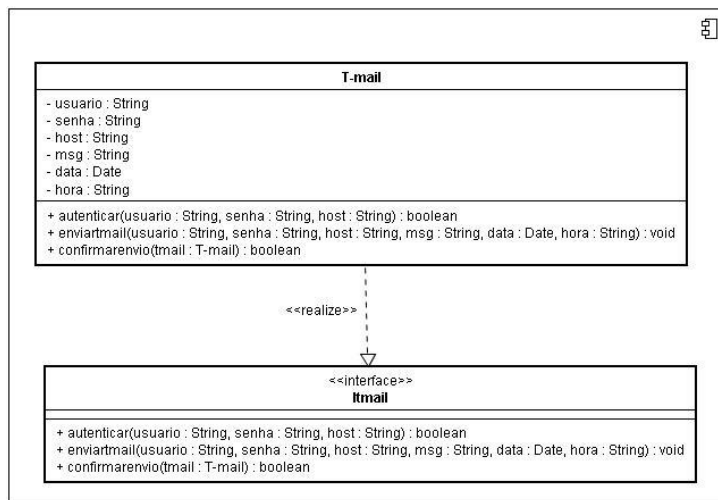 T-mail
- usuario : String
- senha : String
- host : String
- msg : String
- data : Date
- hora : String
+ autenticar(usuario : String, senha : String, host : String) : boolean
+ enviartmail(usuario : String, senha : String, host : String, msg : String, data : Date, hora : String) : void
+ confirmarenvio(tmail : T-mail) : boolean
<<realize>>
<<interface>>
Itmail
+ autenticar(usuario : String, senha : String, host : String) : boolean
+ enviartmail(usuario : String, senha : String, host : String, msg : String, data : Date, hora : String) : void
+ confirmarenvio(tmail : T-mail) : boolean